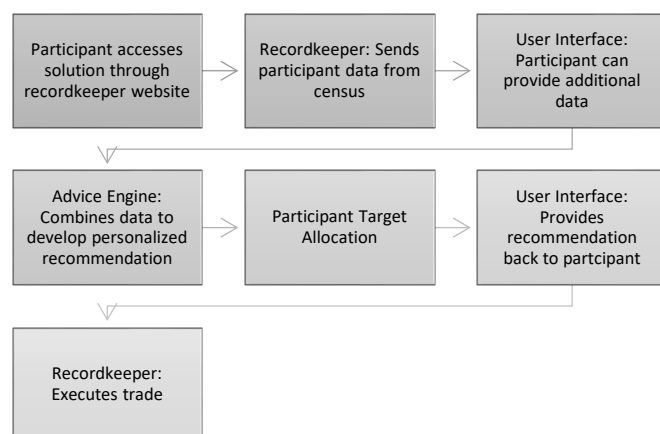 Participant accesses
solution through
recordkeeper website
Recordkeeper: Sends
participant data from
census
User Interface:
Participant can
provide additional
data
Advice Engine:
Combines data to
develop personalized
recommendation
Participant Target
Allocation
User Interface:
Provides
recommendation
back to partcipant
Recordkeeper:
Executes trade